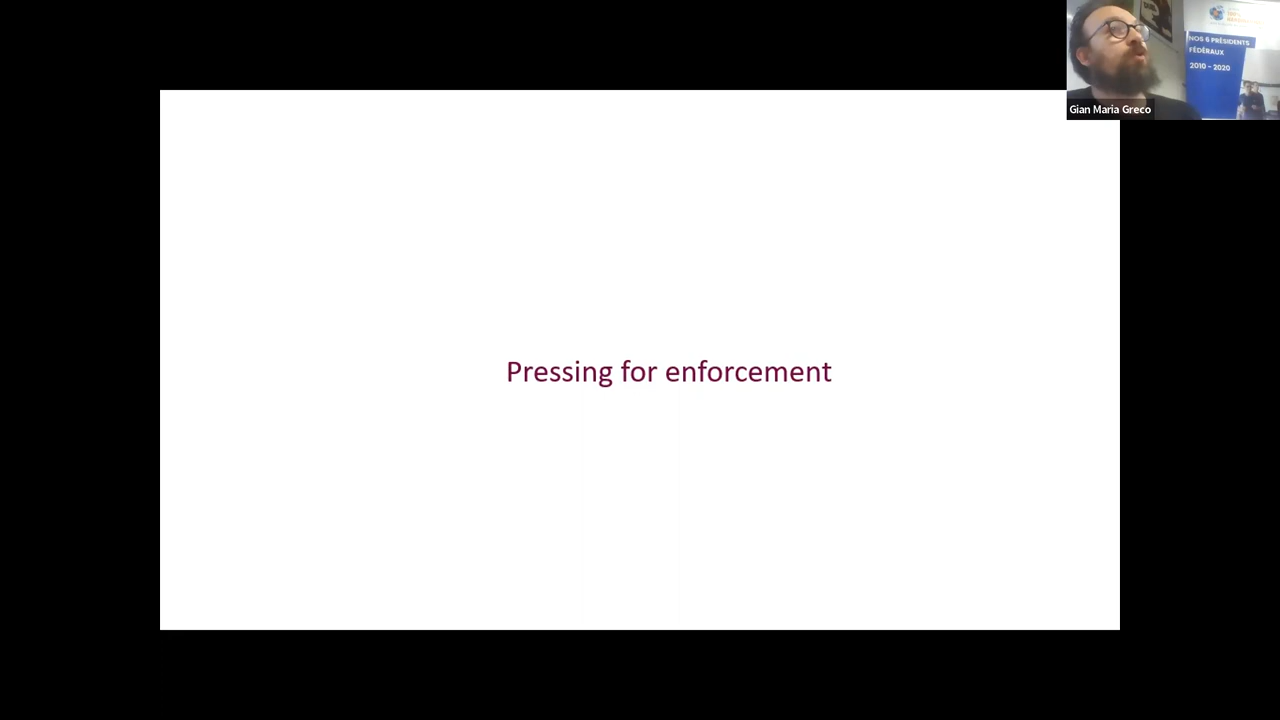 NOS 6 PRÉSIDENTS
FÉDÉRAUX
2010 - 2020
Gian Maria Greco
Pressing for enforcement